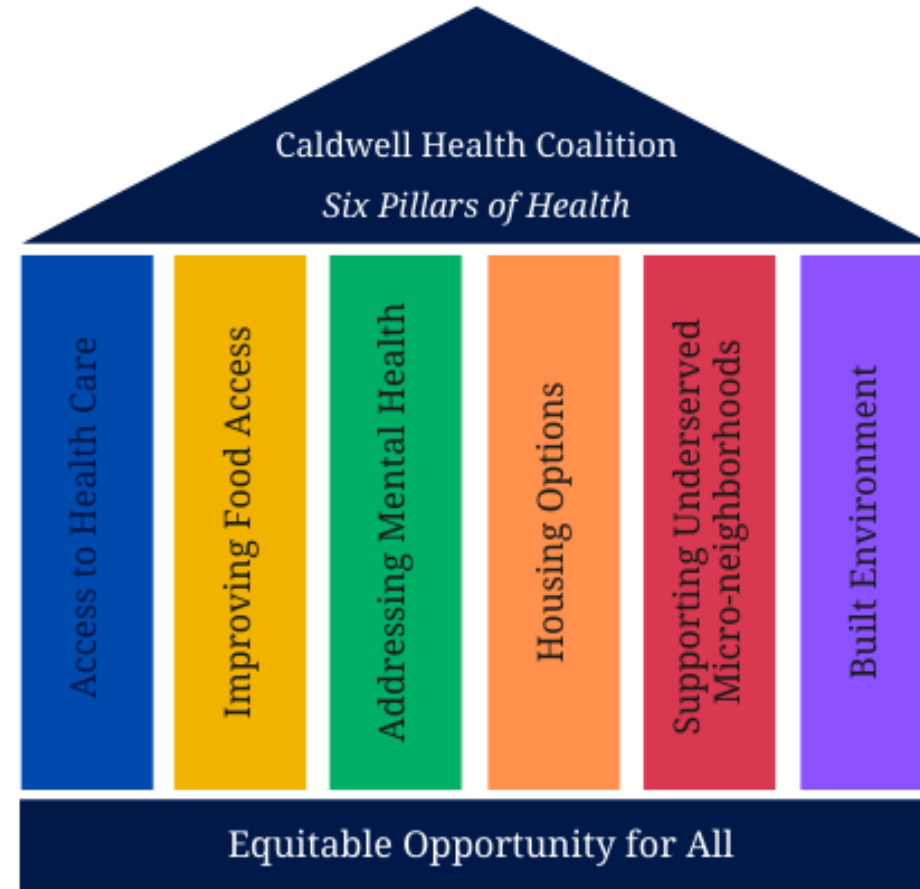 Caldwell Health Coalition
Six Pillars of Health
Access to Health Care
Improving Food Access
Addressing Mental Health
Housing Options
Supporting Underserved
Micro-neighborhoods
Built Environment
Equitable Opportunity for All